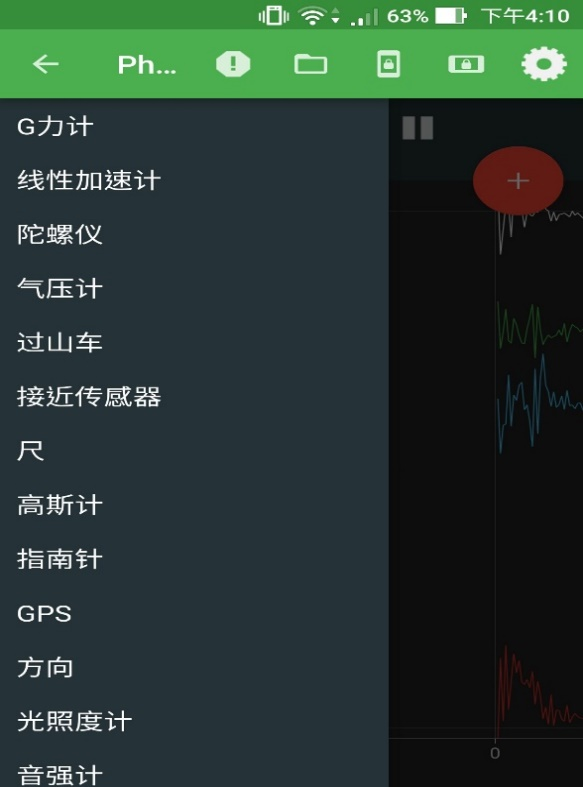 63% 下午4:10
Ph...
G力计
线性加速计
陀螺仪
气压计
过山车
接近传感器
尺
高斯计
指南针
GPS
方向
光照度计
音强计
0